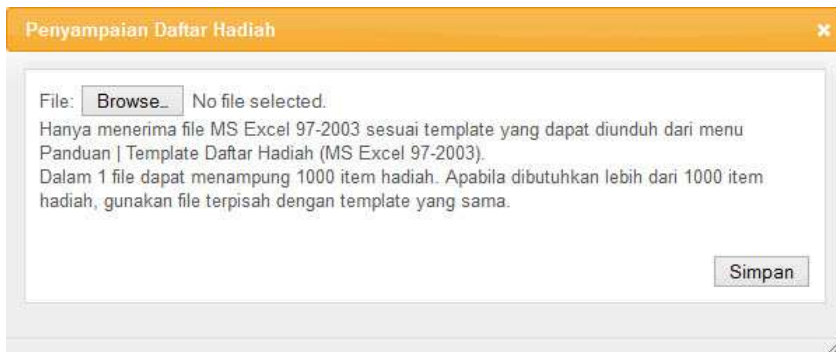 Penyampaian Daftar Hadiah
File: Browse… No file selected.
Hanya menerima file MS Excel 97-2003 sesuai template yang dapat diunduh dari menu
Panduan | Template Daftar Hadiah (MS Excel 97-2003).
Dalam 1 file dapat menampung 1000 item hadiah. Apabila dibutuhkan lebih dari 1000 item
hadiah, gunakan file terpisah dengan template yang sama.
Simpan